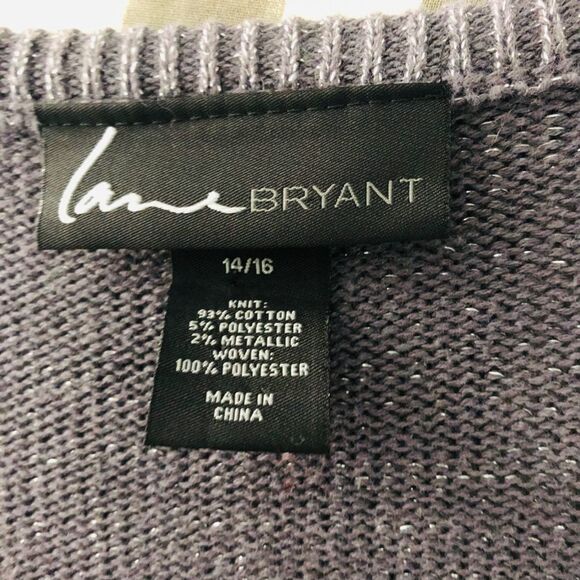 lane BRYANT
14/16
KNIT:
93% COTTON
5% POLYESTER
2% METALLIC
WOVEN:
100% POLYESTER
MADE IN
CHINA